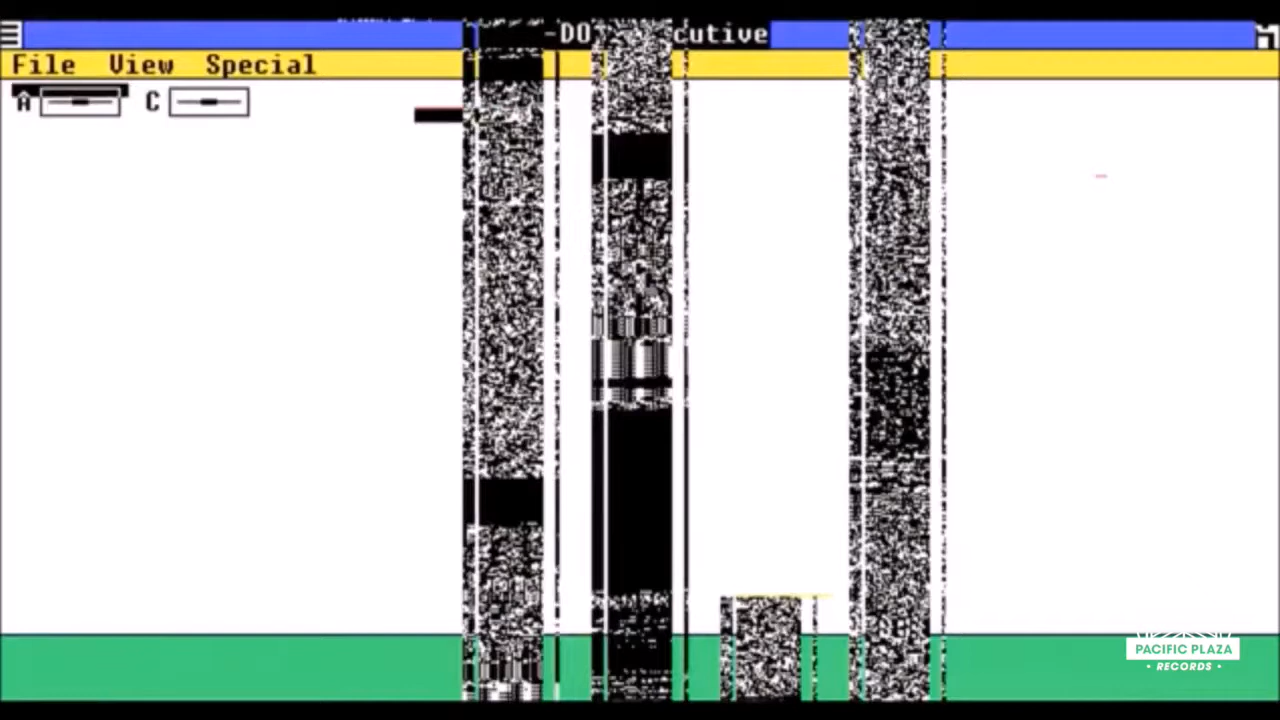 -DO cutive
File View Special
A C
PACIFIC PLAZA
• RECORDS •